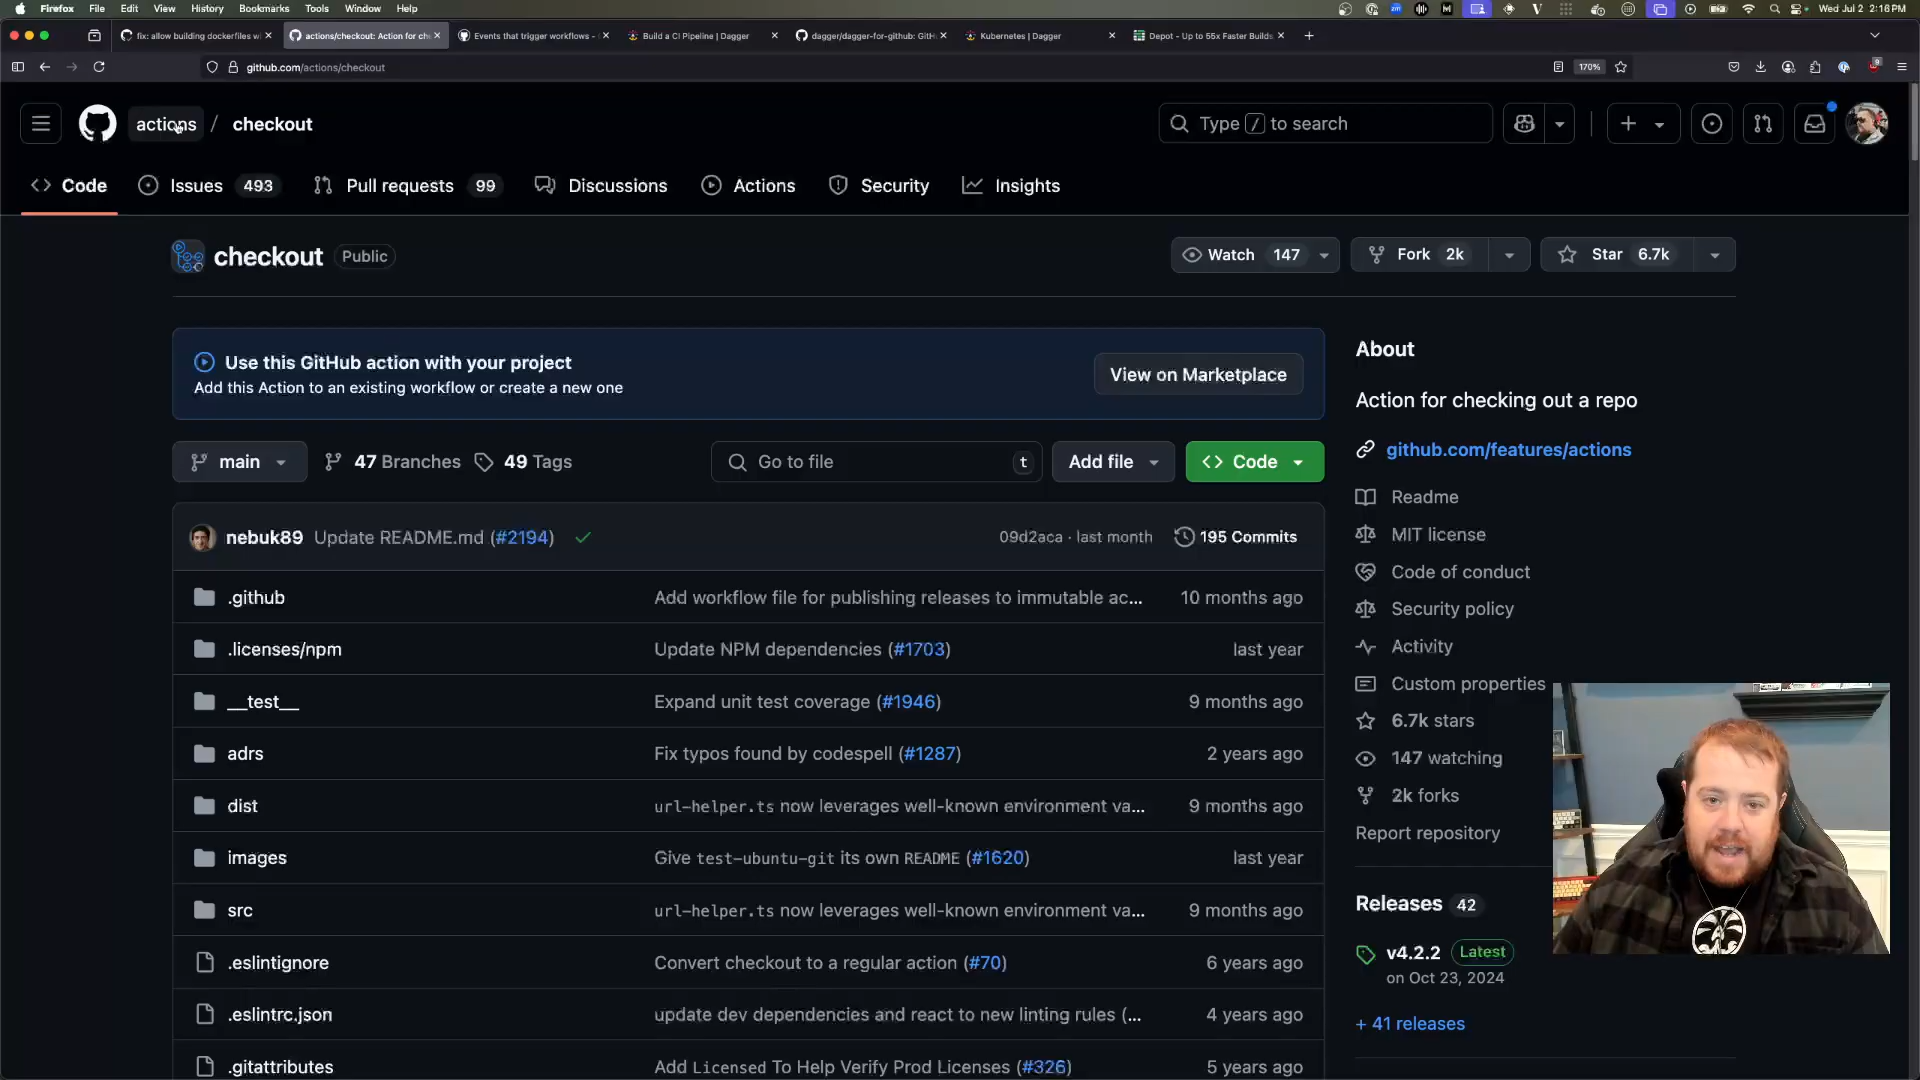 Firefox File Edit View History Bookmarks Tools Window Help
Wed Jul 2 2:16 PM
fix: allow building dockerfiles wi
actions/checkout: Action for che
Events that trigger workflows -
Build a CI Pipeline | Dagger
dagger/dagger-for-github: GitH
Kubernetes | Dagger
Depot - Up to 55x Faster Builds
github.com/actions/checkout
170%
actions / checkout
Type / to search
Code
Issues 493
Pull requests 99
Discussions
Actions
Security
Insights
checkout Public
Watch 147
Fork 2k
Star 6.7k
Use this GitHub action with your project
Add this Action to an existing workflow or create a new one
View on Marketplace
main
47 Branches
49 Tags
Go to file t
Add file
Code
nebuk89 Update README.md (#2194)
09d2aca · last month
195 Commits
.github Add workflow file for publishing releases to immutable ac... 10 months ago
.licenses/npm Update NPM dependencies (#1703) last year
__test__ Expand unit test coverage (#1946) 9 months ago
adrs Fix typos found by codespell (#1287) 2 years ago
dist url-helper.ts now leverages well-known environment va... 9 months ago
images Give test-ubuntu-git its own README (#1620) last year
src url-helper.ts now leverages well-known environment va... 9 months ago
.eslintignore Convert checkout to a regular action (#70) 6 years ago
.eslintrc.json update dev dependencies and react to new linting rules (... 4 years ago
.gitattributes Add Licensed To Help Verify Prod Licenses (#326) 5 years ago
About
Action for checking out a repo
github.com/features/actions
Readme
MIT license
Code of conduct
Security policy
Activity
Custom properties
6.7k stars
147 watching
2k forks
Report repository
Releases 42
v4.2.2 Latest
on Oct 23, 2024
+ 41 releases